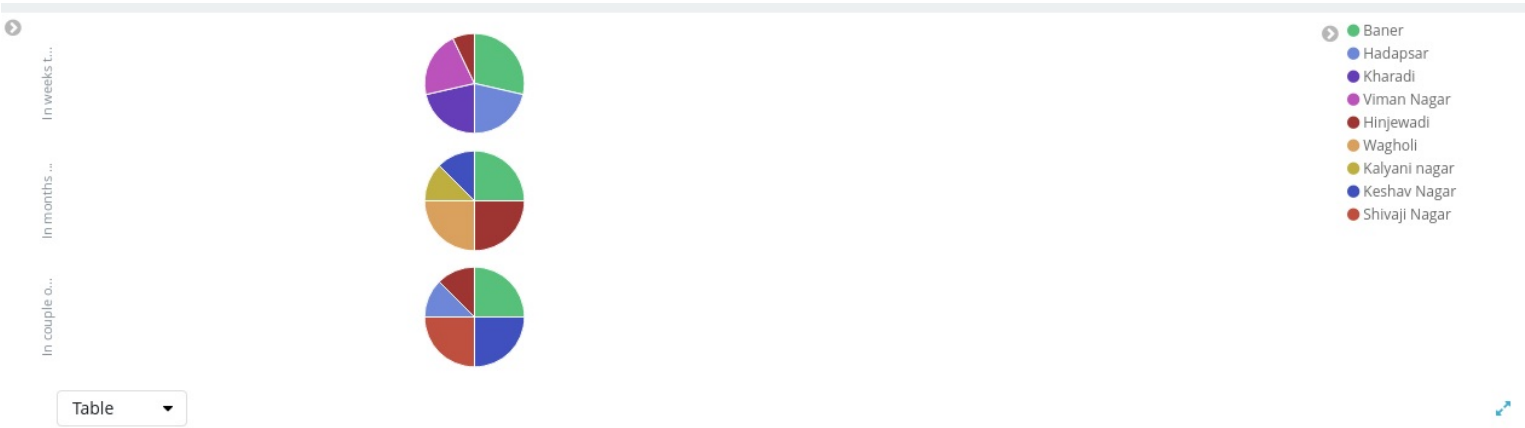 In weeks t...
In months ...
In couple o...
Baner
Hadapsar
Kharadi
Viman Nagar
Hinjewadi
Wagholi
Kalyani nagar
Keshav Nagar
Shivaji Nagar
Table